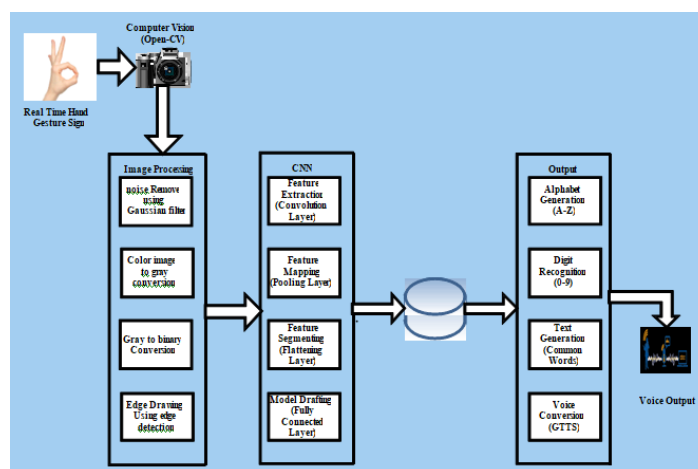 Computer Vision
(Open-CV)
Real Time Hand
Gesture Sign
Image Processing
noise Remove
using
Gaussian filter
Color image
to gray
conversion
Gray to binary
Conversion
Edge Drawing
Using edge
detection
CNN
Feature
Extraction
(Convolution
Layer)
Feature
Mapping
(Pooling Layer)
Feature
Segmenting
(Flattening
Layer)
Model Drafting
(Fully
Connected
Layer)
Output
Alphabet
Generation
(A-Z)
Digit
Recognition
(0-9)
Text
Generation
(Common
Words)
Voice
Conversion
(GTTS)
Voice Output